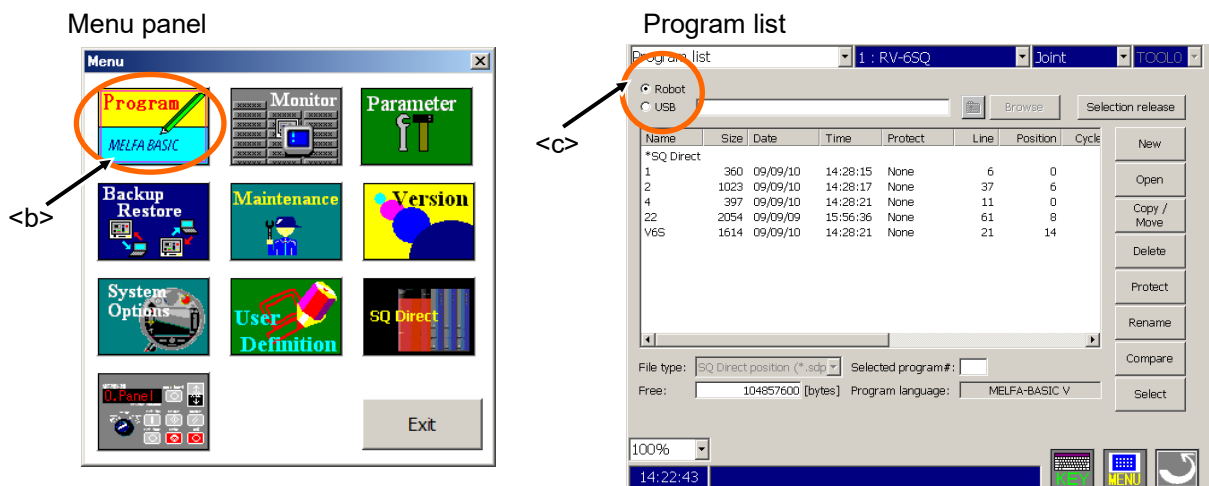 Menu panel
Program list
Menu
Program
MELFA BASIC
Monitor
Parameter
Backup
Restore
Maintenance
Version
System
Options
User
Definition
SQ Direct
O.Panel
Exit
<b>
<c>
Program list
1 : RV-6SQ
Joint
TOOL0
Robot
USB
Browse
Selection release
Name Size Date Time Protect Line Position Cycle
*SQ Direct
1 360 09/09/10 14:28:15 None 6 0
2 1023 09/09/10 14:28:17 None 37 6
4 397 09/09/10 14:28:21 None 11 0
22 2054 09/09/09 15:56:36 None 61 8
V6S 1614 09/09/10 14:28:21 None 21 14
New
Open
Copy /
Move
Delete
Protect
Rename
Compare
Select
File type: SQ Direct position (*.sdp Selected program#:
Free: 104857600 [bytes] Program language: MELFA-BASIC V
100%
14:22:43
KEY
MENU